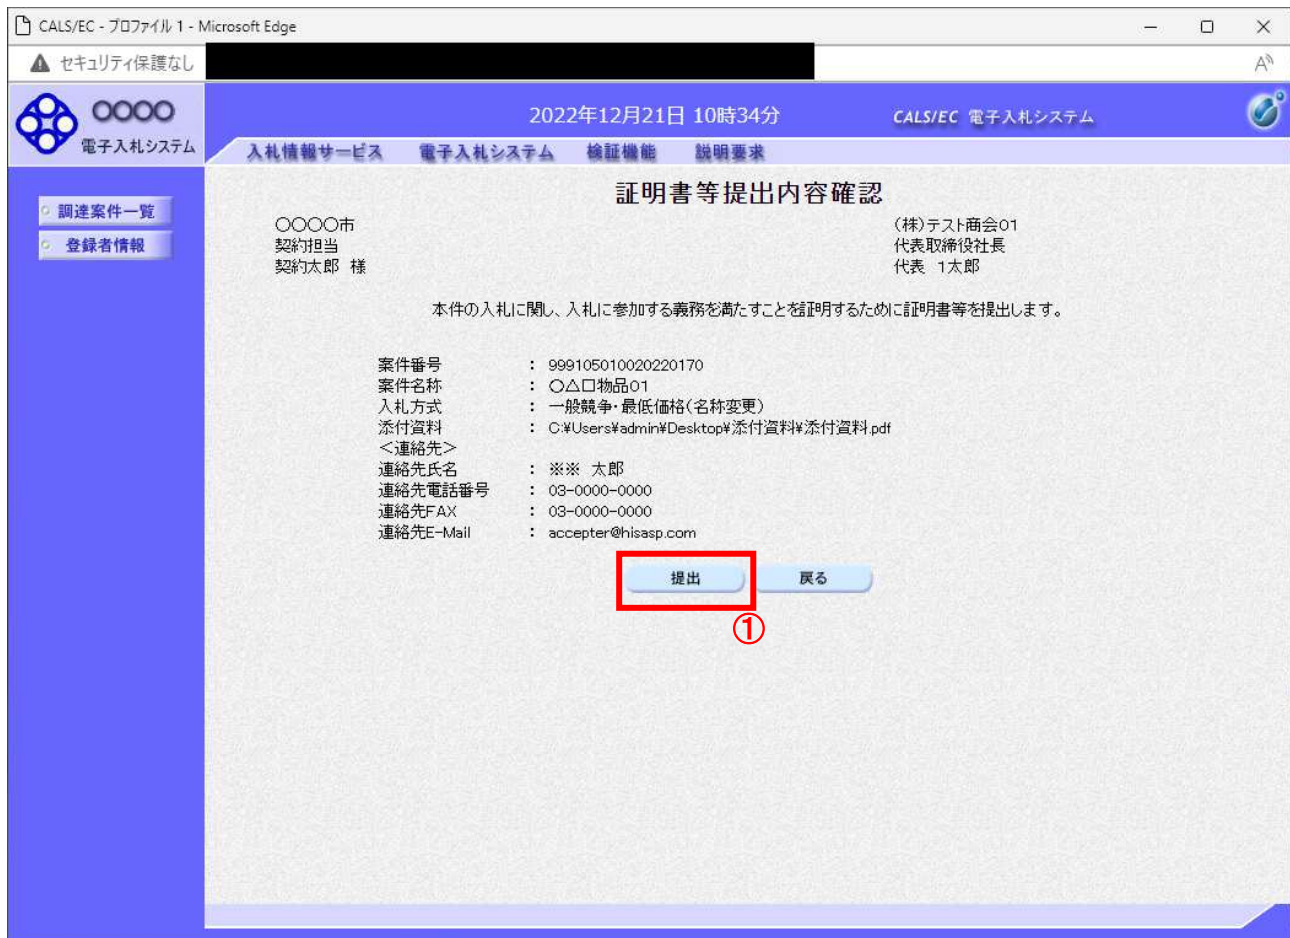 CALS/EC - プロファイル 1 - Microsoft Edge
セキュリティ保護なし
〇〇〇〇
電子入札システム
2022年12月21日 10時34分
CALS/EC 電子入札システム
入札情報サービス 電子入札システム 検証機能 説明要求
調達案件一覧
登録者情報
証明書等提出内容確認
〇〇〇〇市
契約担当
契約太郎 様
(株)テスト商会01
代表取締役社長
代表 1太郎
本件の入札に関し、入札に参加する義務を満たすことを証明するために証明書等を提出します。
案件番号 : 999105010020220170
案件名称 : 〇△口物品01
入札方式 : 一般競争・最低価格(名称変更)
添付資料 : C:¥Users¥admin¥Desktop¥添付資料¥添付資料.pdf
<連絡先>
連絡先氏名 : ※※ 太郎
連絡先電話番号 : 03-0000-0000
連絡先FAX : 03-0000-0000
連絡先E-Mail : accepter@hisasp.com
提出 戻る
①